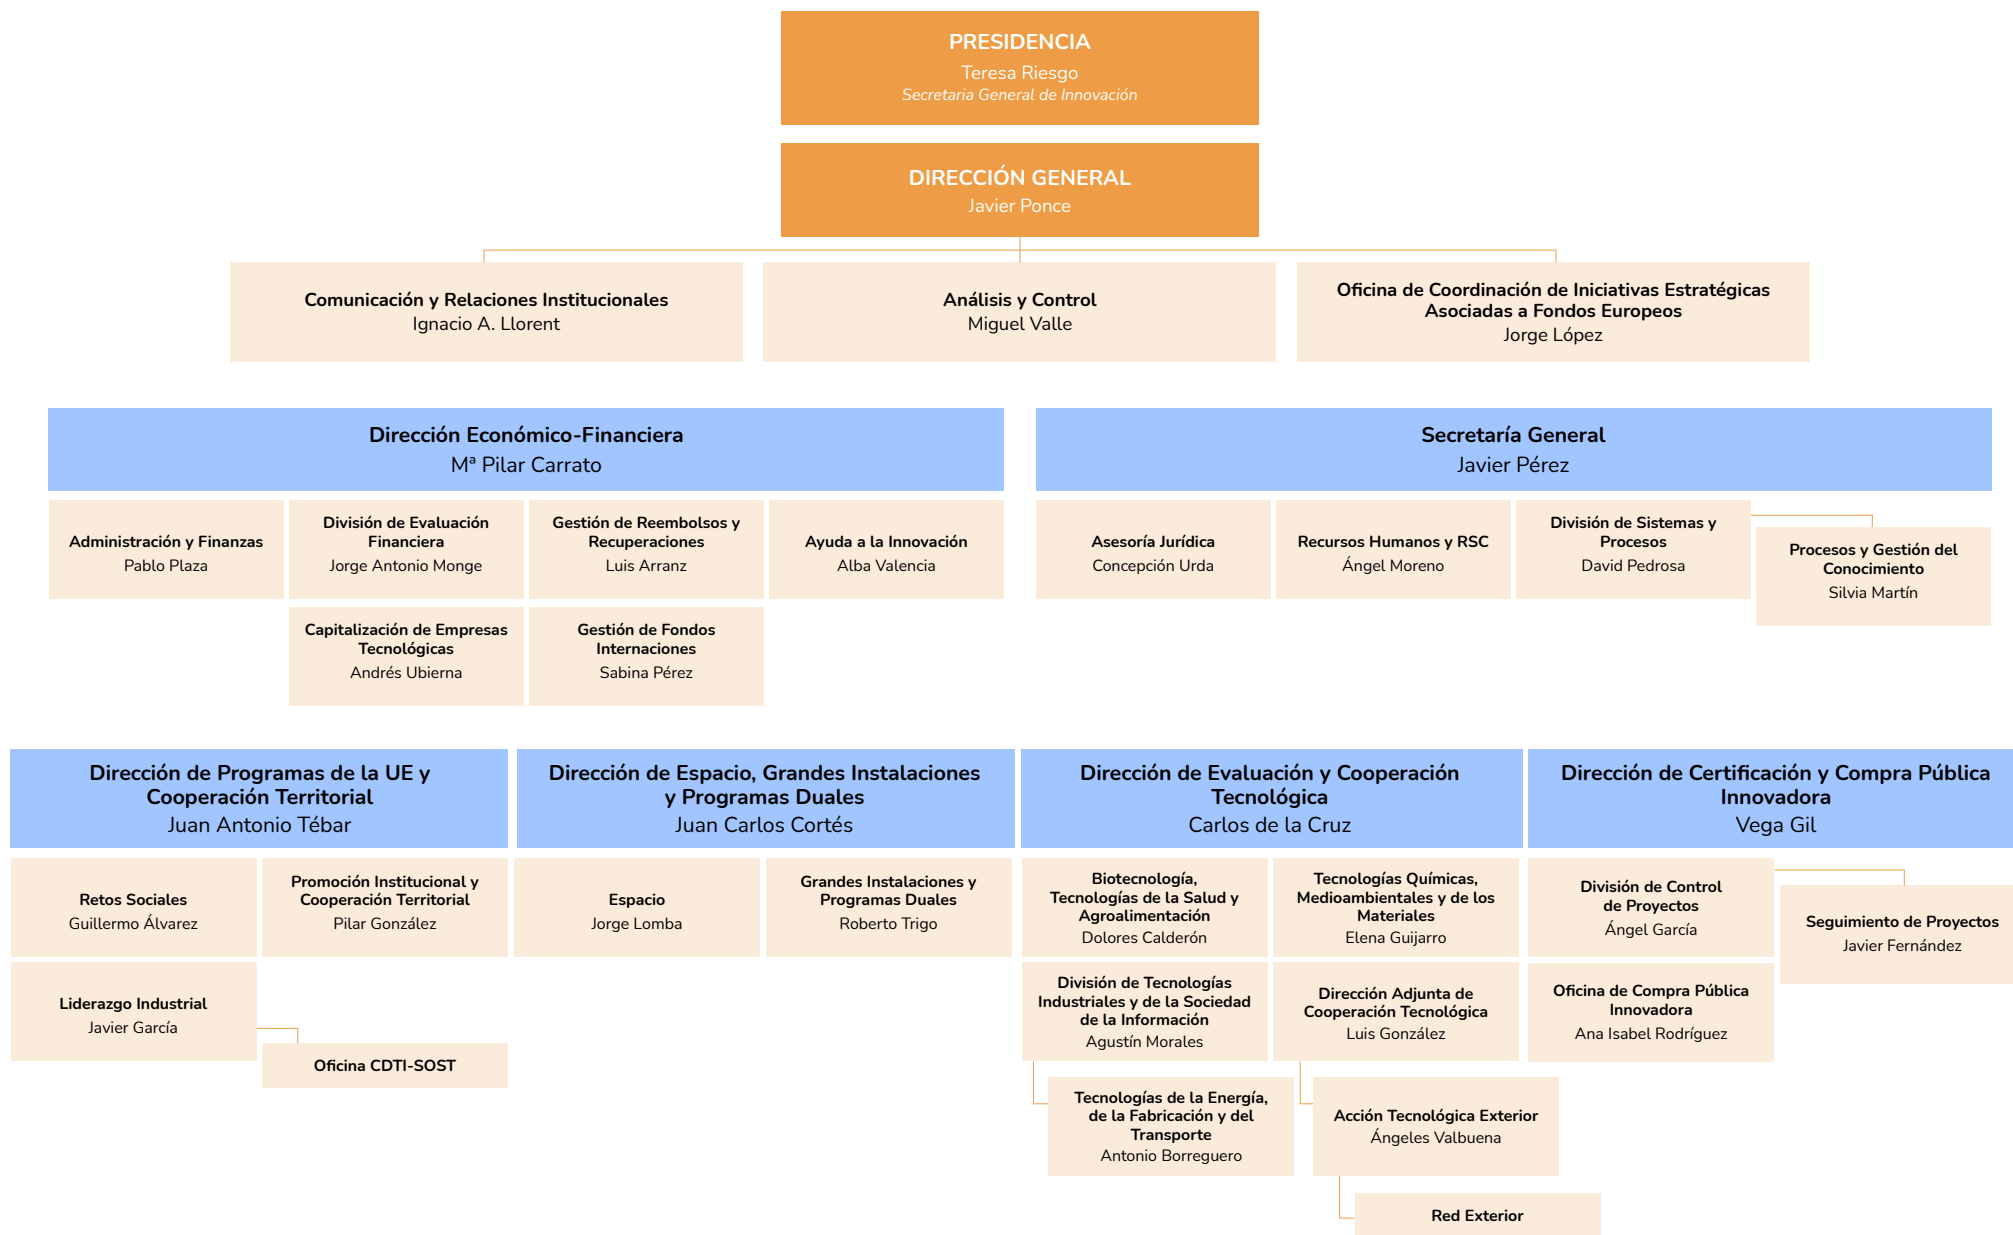 PRESIDENCIA
Teresa Riesgo
Secretaria General de Innovación
DIRECCIÓN GENERAL
Javier Ponce
Comunicación y Relaciones Institucionales
Ignacio A. Llorent
Análisis y Control
Miguel Valle
Oficina de Coordinación de Iniciativas Estratégicas
Asociadas a Fondos Europeos
Jorge López
Dirección Económico-Financiera
Mª Pilar Carrato
Secretaría General
Javier Pérez
Administración y Finanzas
Pablo Plaza
División de Evaluación
Financiera
Jorge Antonio Monge
Gestión de Reembolsos y
Recuperaciones
Luis Arranz
Ayuda a la Innovación
Alba Valencia
Asesoría Jurídica
Concepción Urda
Recursos Humanos y RSC
Ángel Moreno
División de Sistemas y
Procesos
David Pedrosa
Procesos y Gestión del
Conocimiento
Silvia Martín
Capitalización de Empresas
Tecnológicas
Andrés Ubierna
Gestión de Fondos
Internaciones
Sabina Pérez
Dirección de Programas de la UE y
Cooperación Territorial
Juan Antonio Tébar
Dirección de Espacio, Grandes Instalaciones
y Programas Duales
Juan Carlos Cortés
Dirección de Evaluación y Cooperación
Tecnológica
Carlos de la Cruz
Dirección de Certificación y Compra Pública
Innovadora
Vega Gil
Retos Sociales
Guillermo Álvarez
Promoción Institucional y
Cooperación Territorial
Pilar González
Espacio
Jorge Lomba
Grandes Instalaciones y
Programas Duales
Roberto Trigo
Biotecnología,
Tecnologías de la Salud y
Agroalimentación
Dolores Calderón
Tecnologías Químicas,
Medioambientales y de los
Materiales
Elena Guijarro
División de Control
de Proyectos
Ángel García
Seguimiento de Proyectos
Javier Fernández
Liderazgo Industrial
Javier García
Oficina CDTI-SOST
División de Tecnologías
Industriales y de la Sociedad
de la Información
Agustín Morales
Dirección Adjunta de
Cooperación Tecnológica
Luis González
Oficina de Compra Pública
Innovadora
Ana Isabel Rodríguez
Tecnologías de la Energía,
de la Fabricación y del
Transporte
Antonio Borreguero
Acción Tecnológica Exterior
Ángeles Valbuena
Red Exterior